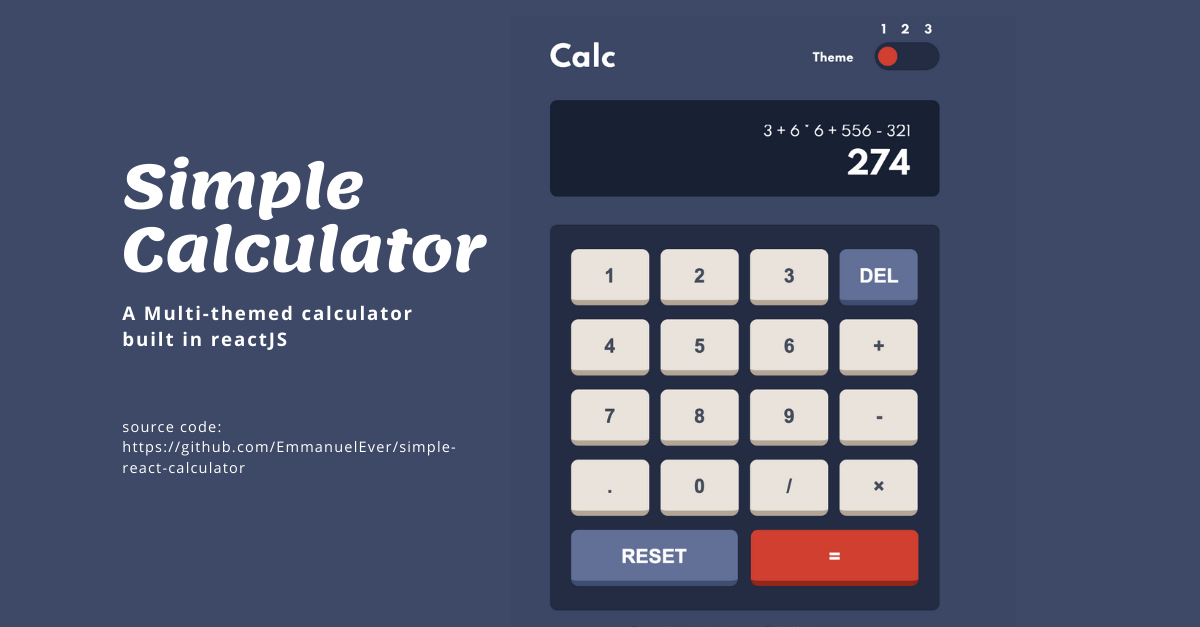 Simple
Calculator
A Multi-themed calculator
built in reactJS
source code:
https://github.com/EmmanuelEver/simple-
react-calculator
1 2 3
Calc
Theme
3 + 6 * 6 + 556 - 321
274
1 2 3 DEL
4 5 6 +
7 8 9 -
. 0 / ×
RESET =